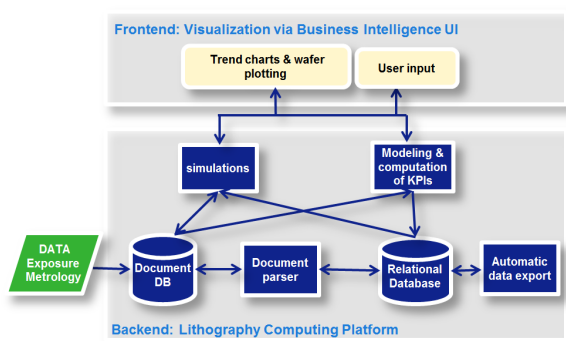 Frontend: Visualization via Business Intelligence UI
Trend charts & wafer
plotting
User input
simulations
Modeling &
computation
of KPIs
DATA
Exposure
Metrology
Document
DB
Document
parser
Relational
Database
Automatic
data export
Backend: Lithography Computing Platform